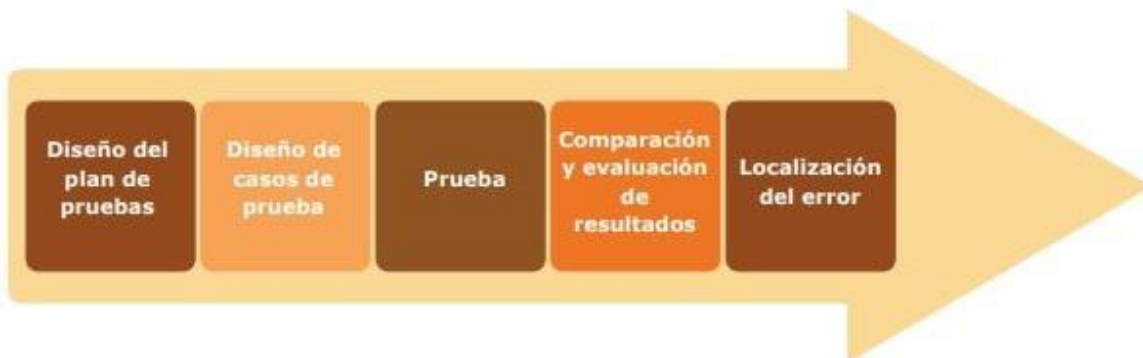 Diseño del
plan de
pruebas
Diseño de
casos de
prueba
Prueba
Comparación
y evaluación
de
resultados
Localización
del error